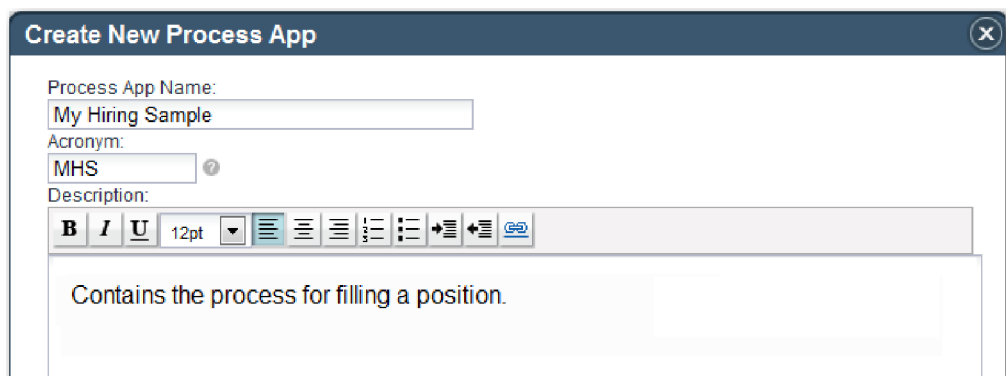 Create New Process App
Process App Name:
My Hiring Sample
Acronym:
MHS
?
Description:
B I U 12pt
Contains the process for filling a position.